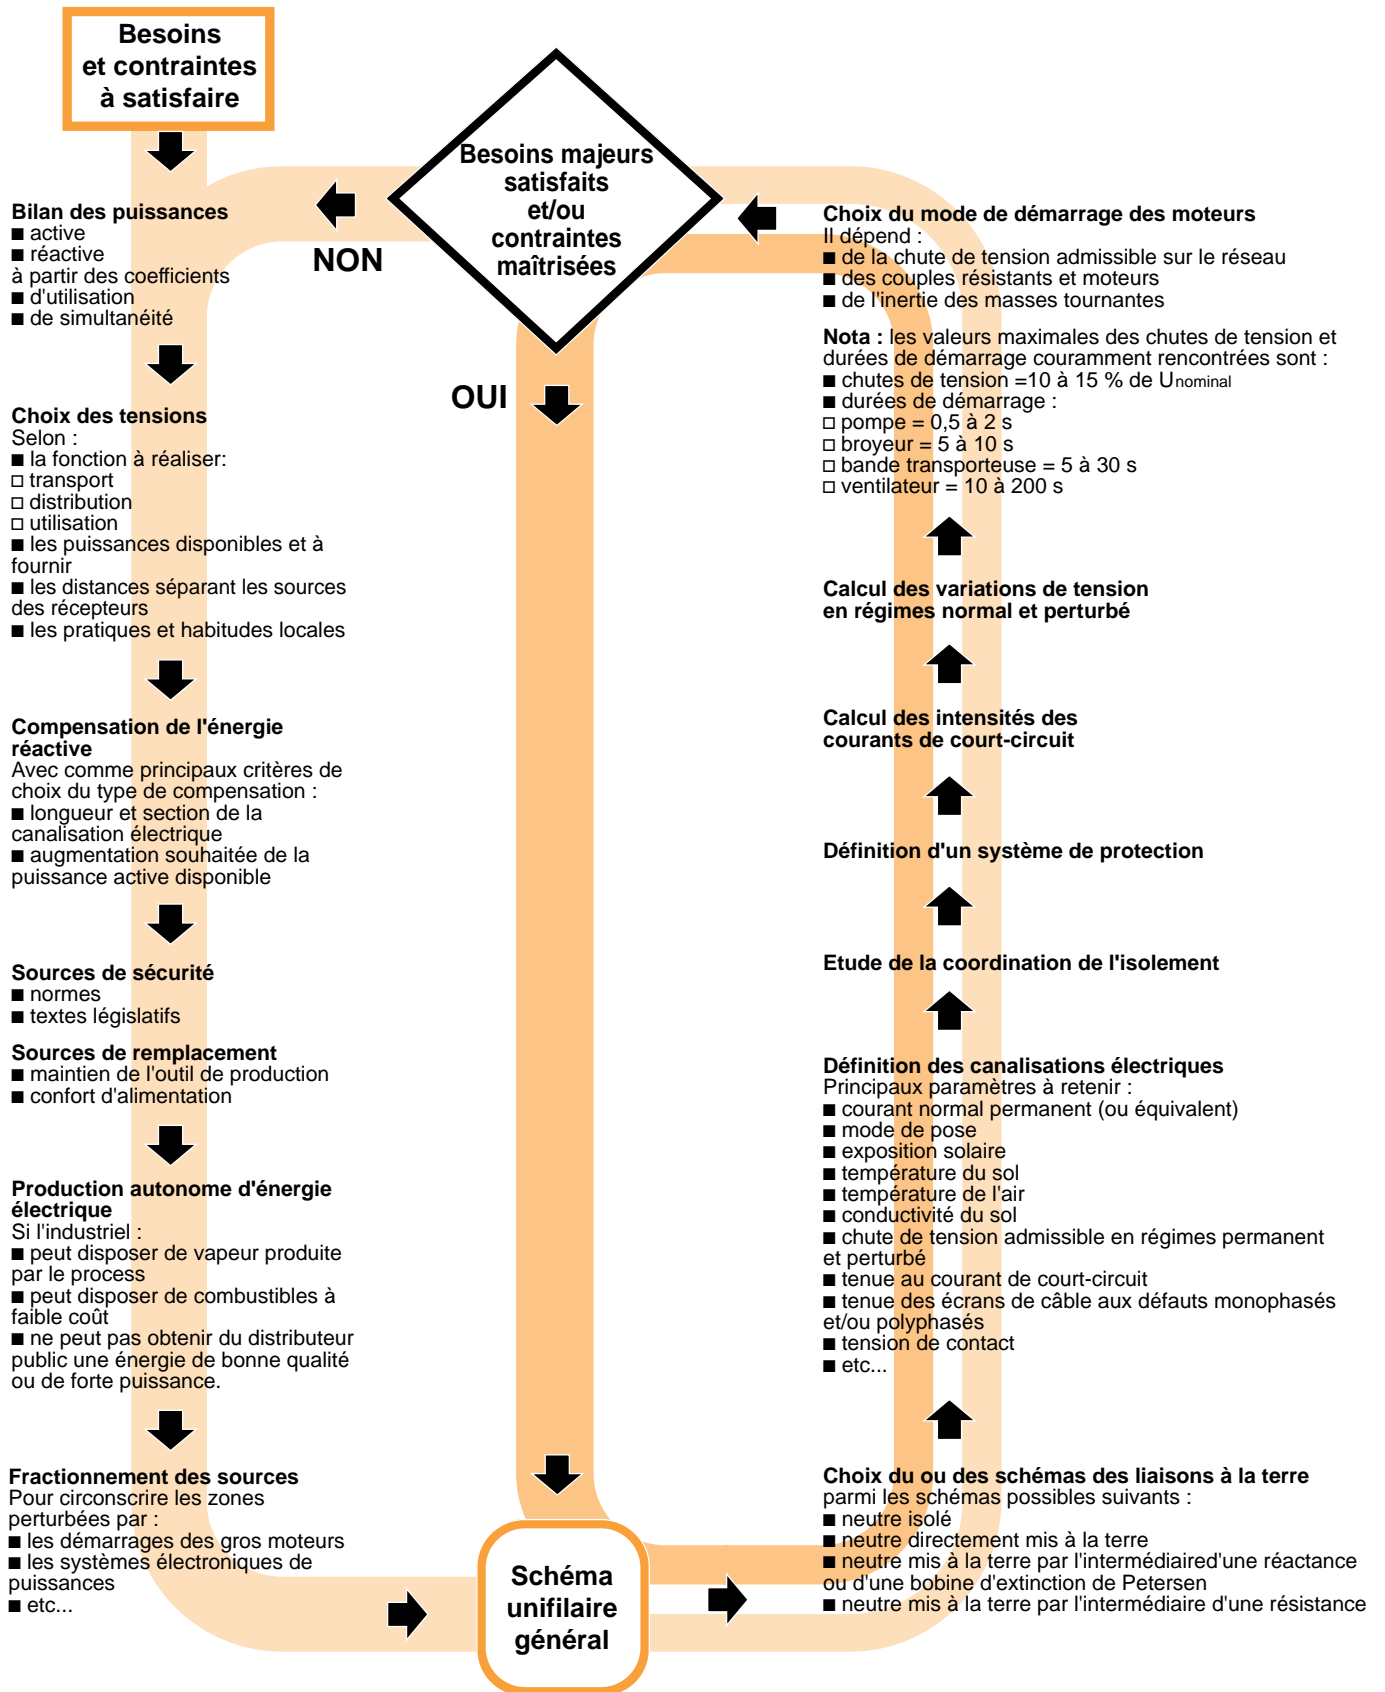 Besoins
et contraintes
à satisfaire
Bilan des puissances
■ active
■ réactive
à partir des coefficients
■ d'utilisation
■ de simultanéité
Choix des tensions
Selon :
■ la fonction à réaliser:
□ transport
□ distribution
□ utilisation
■ les puissances disponibles et à
fournir
■ les distances séparant les sources
des récepteurs
■ les pratiques et habitudes locales
Compensation de l'énergie
réactive
Avec comme principaux critères de
choix du type de compensation :
■ longueur et section de la
canalisation électrique
■ augmentation souhaitée de la
puissance active disponible
Sources de sécurité
■ normes
■ textes législatifs
Sources de remplacement
■ maintien de l'outil de production
■ confort d'alimentation
Production autonome d'énergie
électrique
Si l'industriel :
■ peut disposer de vapeur produite
par le process
■ peut disposer de combustibles à
faible coût
■ ne peut pas obtenir du distributeur
public une énergie de bonne qualité
ou de forte puissance.
Fractionnement des sources
Pour circonscrire les zones
perturbées par :
■ les démarrages des gros moteurs
■ les systèmes électroniques de
puissances
■ etc...
Besoins majeurs
satisfaits
et/ou
contraintes
maîtrisées
NON
OUI
Schéma
unifilaire
général
Choix du mode de démarrage des moteurs
Il dépend :
■ de la chute de tension admissible sur le réseau
■ des couples résistants et moteurs
■ de l'inertie des masses tournantes
Nota : les valeurs maximales des chutes de tension et
durées de démarrage couramment rencontrées sont :
■ chutes de tension =10 à 15 % de Unominal
■ durées de démarrage :
□ pompe = 0,5 à 2 s
□ broyeur = 5 à 10 s
□ bande transporteuse = 5 à 30 s
□ ventilateur = 10 à 200 s
Calcul des variations de tension
en régimes normal et perturbé
Calcul des intensités des
courants de court-circuit
Définition d'un système de protection
Etude de la coordination de l'isolement
Définition des canalisations électriques
Principaux paramètres à retenir :
■ courant normal permanent (ou équivalent)
■ mode de pose
■ exposition solaire
■ température du sol
■ température de l'air
■ conductivité du sol
■ chute de tension admissible en régimes permanent
et perturbé
■ tenue au courant de court-circuit
■ tenue des écrans de câble aux défauts monophasés
et/ou polyphasés
■ tension de contact
■ etc...
Choix du ou des schémas des liaisons à la terre
parmi les schémas possibles suivants :
■ neutre isolé
■ neutre directement mis à la terre
■ neutre mis à la terre par l'intermédiaired'une réactance
ou d'une bobine d'extinction de Petersen
■ neutre mis à la terre par l'intermédiaire d'une résistance